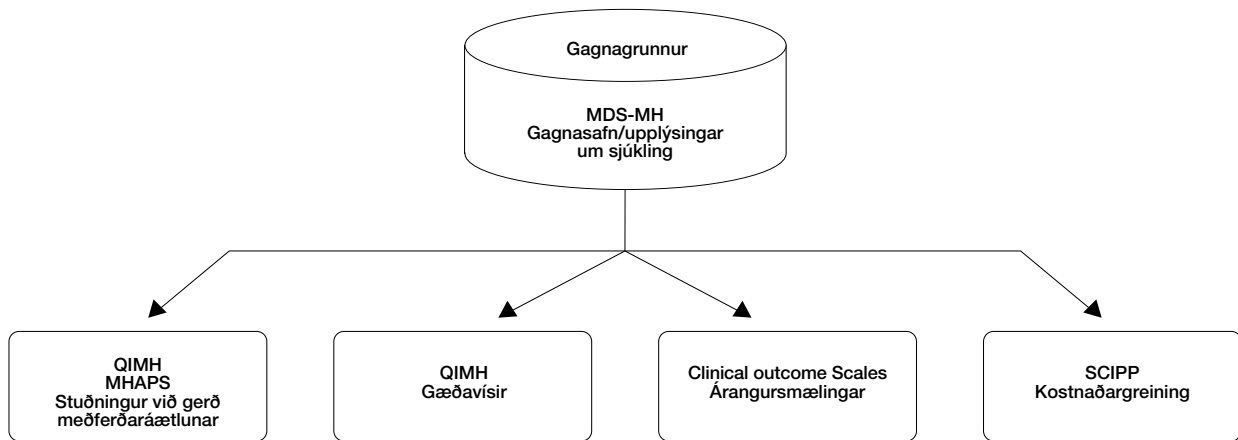 Gagnagrunnur
MDS-MH
Gagnasafn/upplýsingar
um sjúkling
QIMH
MHAPS
Stuðningur við gerð
meðferðaráætlunar
QIMH
Gæðavísir
Clinical outcome Scales
Árangursmælingar
SCIPP
Kostnaðargreining